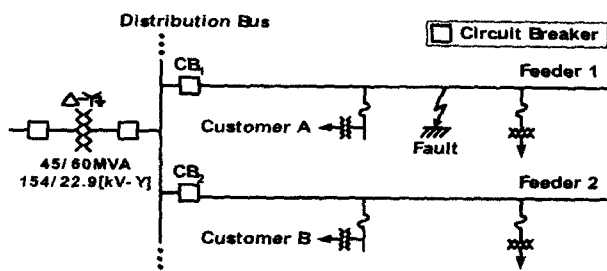 Distribution Bus
Circuit Breaker
CB1
Feeder 1
Δ-Y
Customer A
Fault
45/60MVA
154/22.9[kV-Y]
CB2
Feeder 2
Customer B